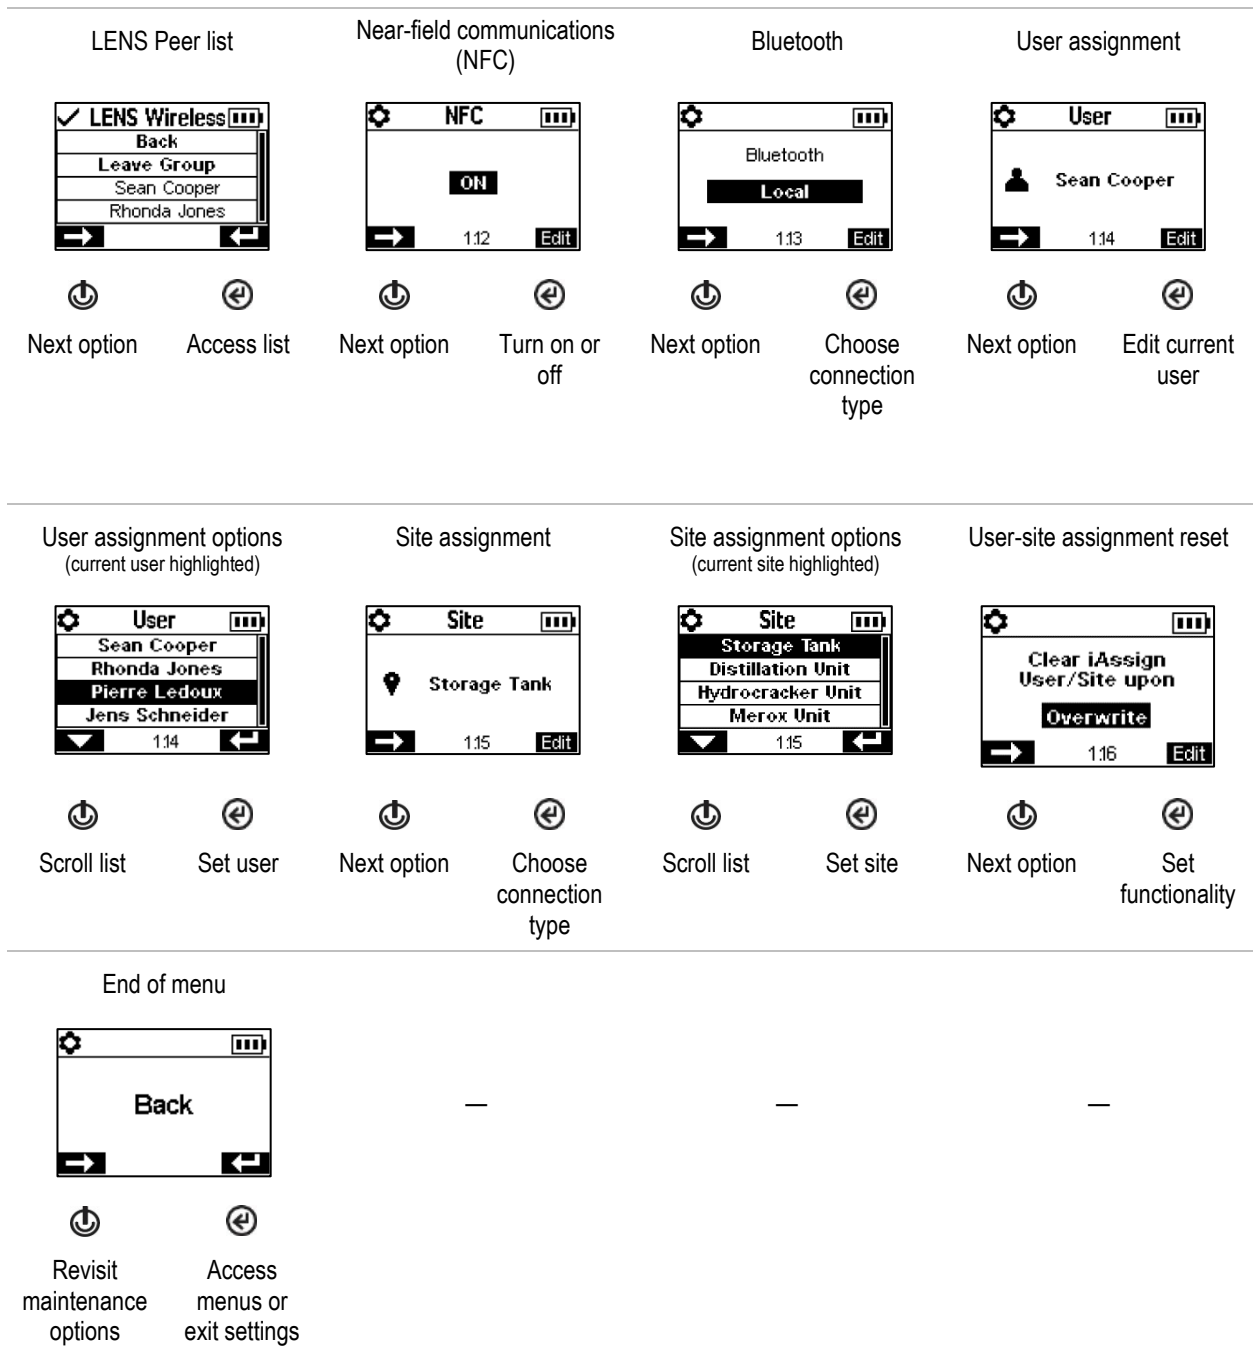 LENS Peer list
LENS Wireless
Back
Leave Group
Sean Cooper
Rhonda Jones
Next option
Access list
Near-field communications
(NFC)
NFC
ON
1.12
Edit
Next option
Turn on or
off
Bluetooth
Bluetooth
Local
1.13
Edit
Next option
Choose
connection
type
User assignment
User
Sean Cooper
1.14
Edit
Next option
Edit current
user
User assignment options
(current user highlighted)
User
Sean Cooper
Rhonda Jones
Pierre Ledoux
Jens Schneider
1.14
Scroll list
Set user
Site assignment
Site
Storage Tank
1.15
Edit
Next option
Choose
connection
type
Site assignment options
(current site highlighted)
Site
Storage Tank
Distillation Unit
Hydrocracker Unit
Merox Unit
1.15
Scroll list
Set site
User-site assignment reset
Clear iAssign
User/Site upon
Overwrite
1.16
Edit
Next option
Set
functionality
End of menu
Back
Revisit
maintenance
options
Access
menus or
exit settings
—
—
—